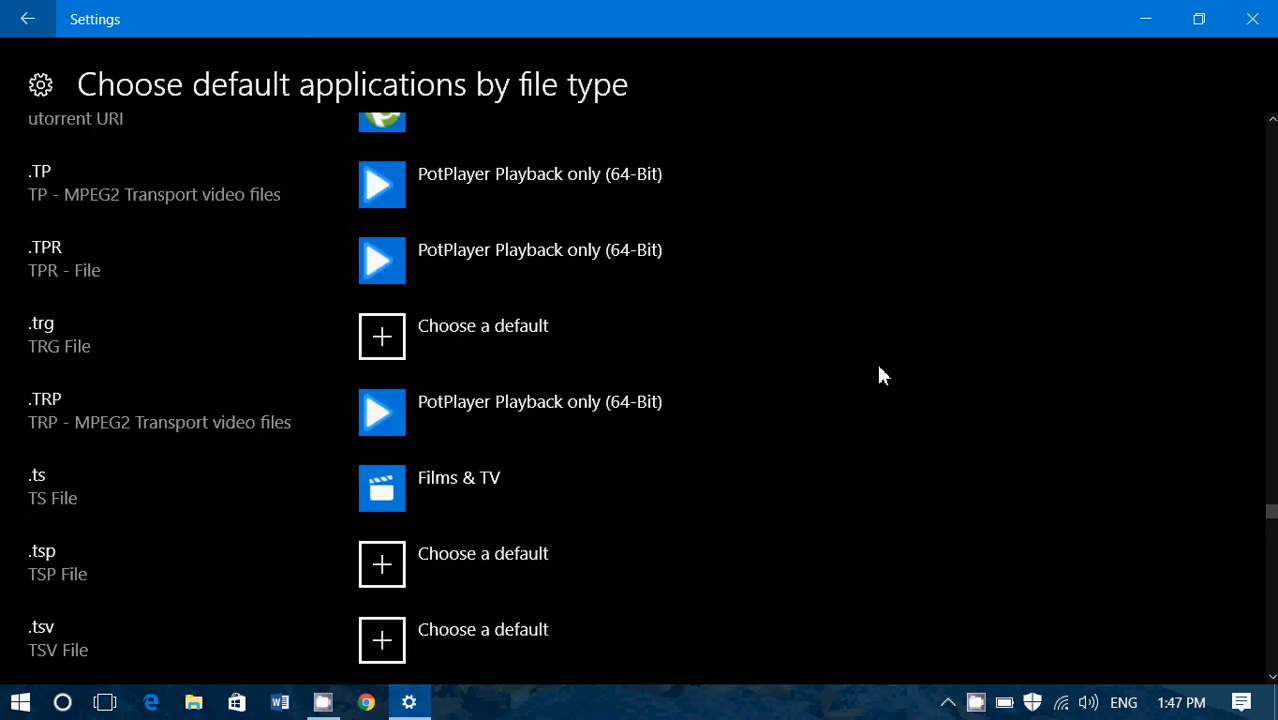 Settings
Choose default applications by file type
utorrent URI
.TP
TP - MPEG2 Transport video files
PotPlayer Playback only (64-Bit)
.TPR
TPR - File
PotPlayer Playback only (64-Bit)
.trg
TRG File
Choose a default
.TRP
TRP - MPEG2 Transport video files
PotPlayer Playback only (64-Bit)
.ts
TS File
Films & TV
.tsp
TSP File
Choose a default
.tsv
TSV File
Choose a default
ENG
1:47 PM